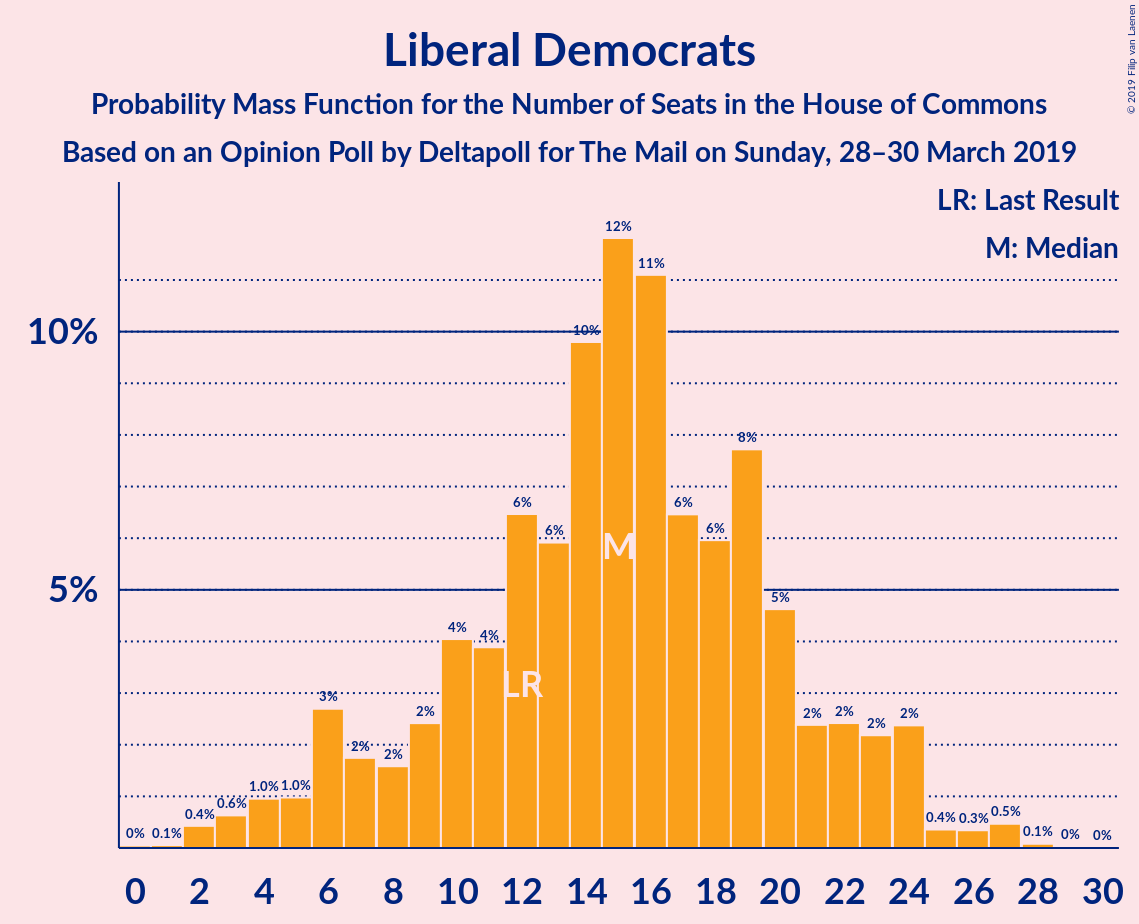 Liberal Democrats
Probability Mass Function for the Number of Seats in the House of Commons
Based on an Opinion Poll by Deltapoll for The Mail on Sunday, 28–30 March 2019
© 2019 Filip van Laenen
LR: Last Result
M: Median
10%
5%
0% 0.1% 0.4% 0.6% 1.0% 1.0% 3% 2% 2% 2% 4% 4% 6% 6% 10% 12% 11% 6% 6% 8% 5% 2% 2% 2% 2% 0.4% 0.3% 0.5% 0.1% 0% 0%
M
LR
0 2 4 6 8 10 12 14 16 18 20 22 24 26 28 30